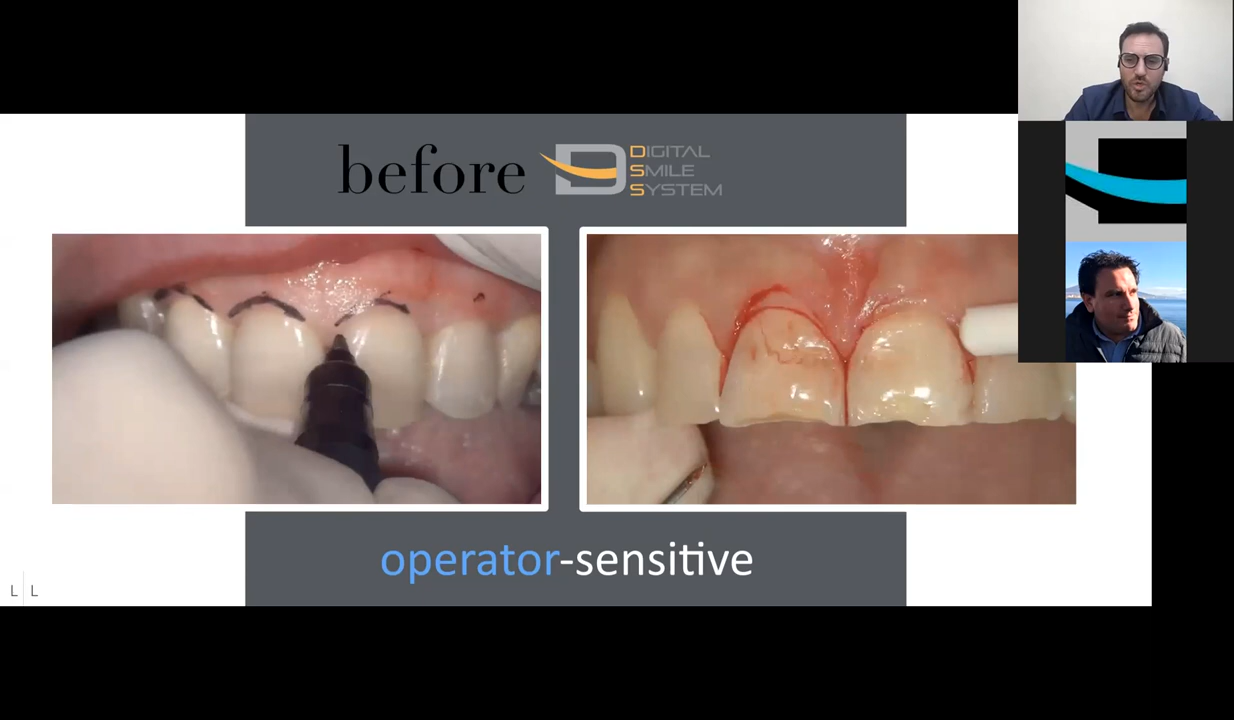 before
DIGITAL
SMILE
SYSTEM
operator-sensitive
L L